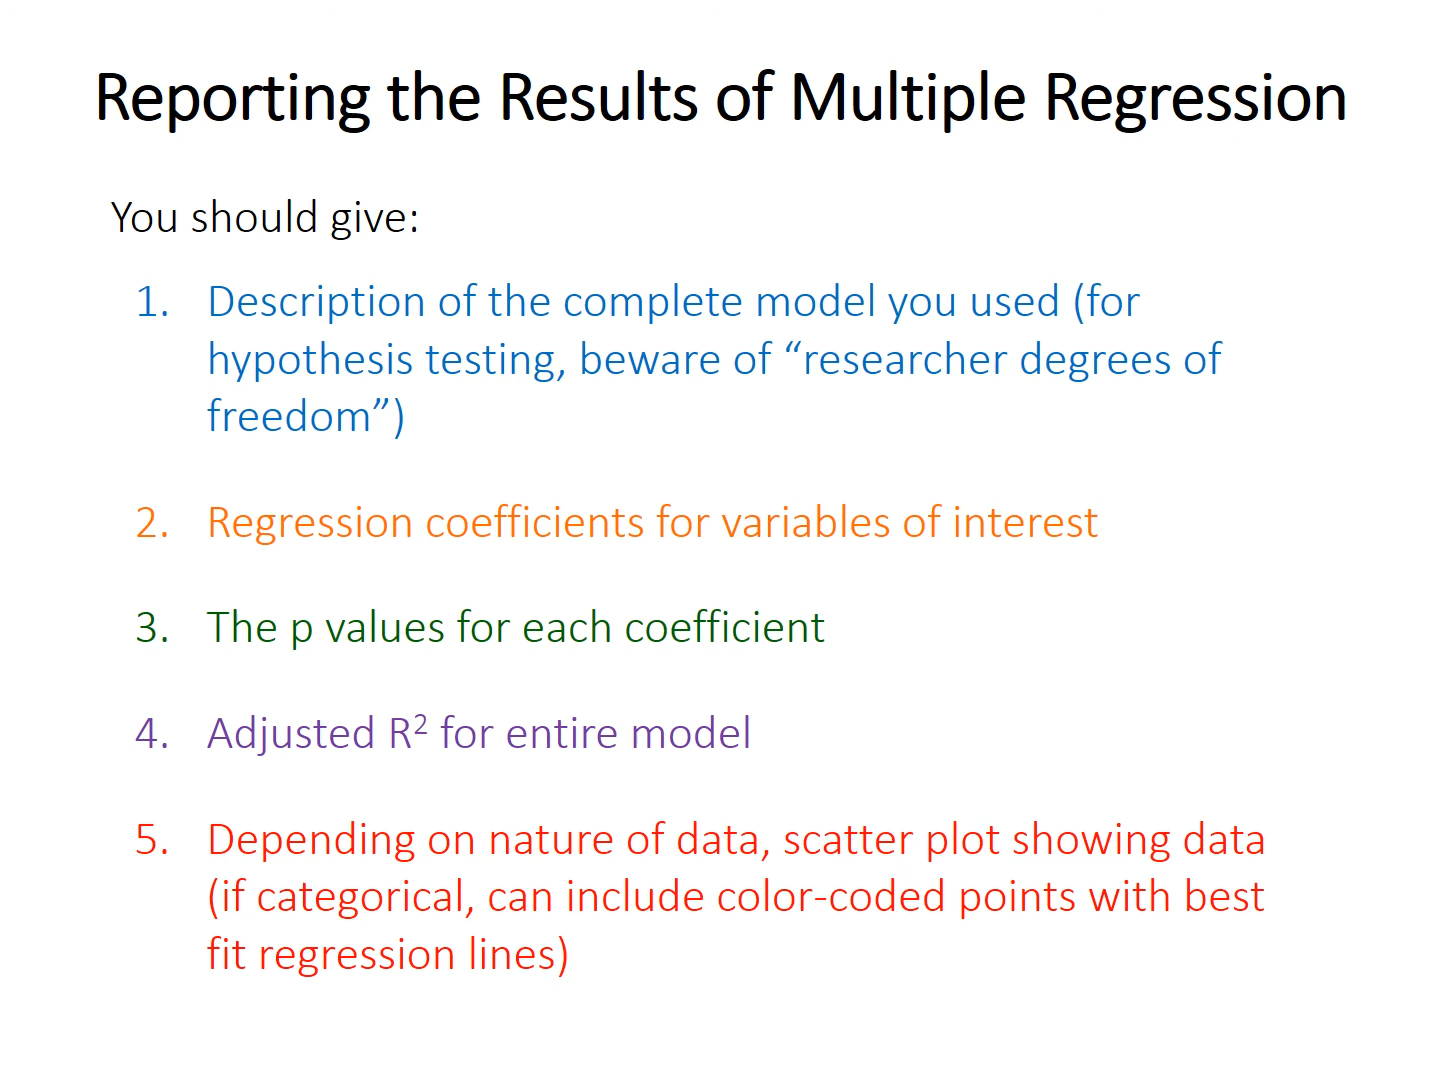 Reporting the Results of Multiple Regression
You should give:
1. Description of the complete model you used (for
hypothesis testing, beware of “researcher degrees of
freedom”)
2. Regression coefficients for variables of interest
3. The p values for each coefficient
4. Adjusted R² for entire model
5. Depending on nature of data, scatter plot showing data
(if categorical, can include color-coded points with best
fit regression lines)